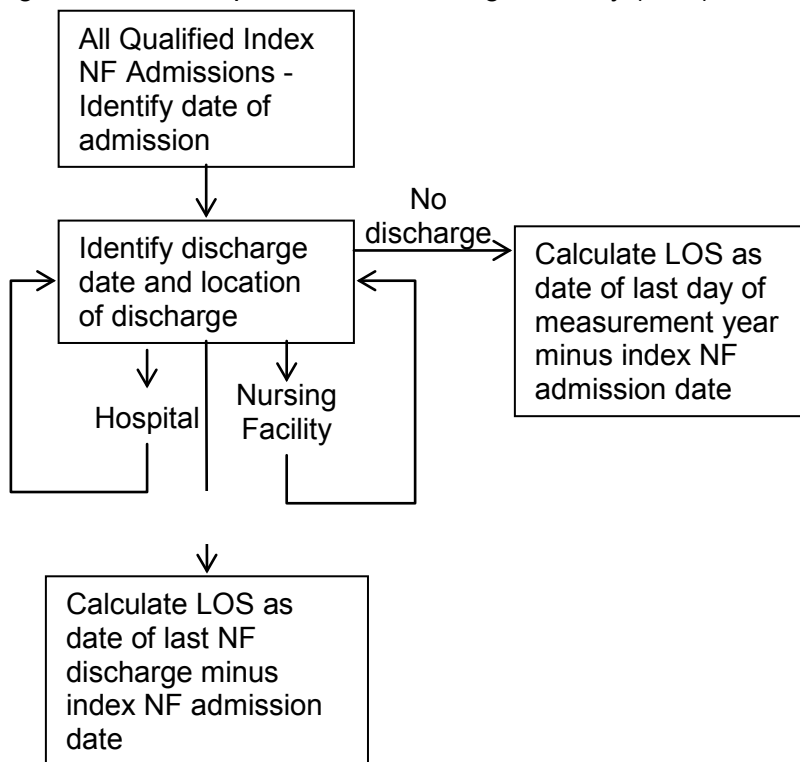 All Qualified Index
NF Admissions -
Identify date of
admission
No
discharge
Identify discharge
date and location
of discharge
Calculate LOS as
date of last day of
measurement year
minus index NF
admission date
Hospital
Nursing
Facility
Calculate LOS as
date of last NF
discharge minus
index NF admission
date